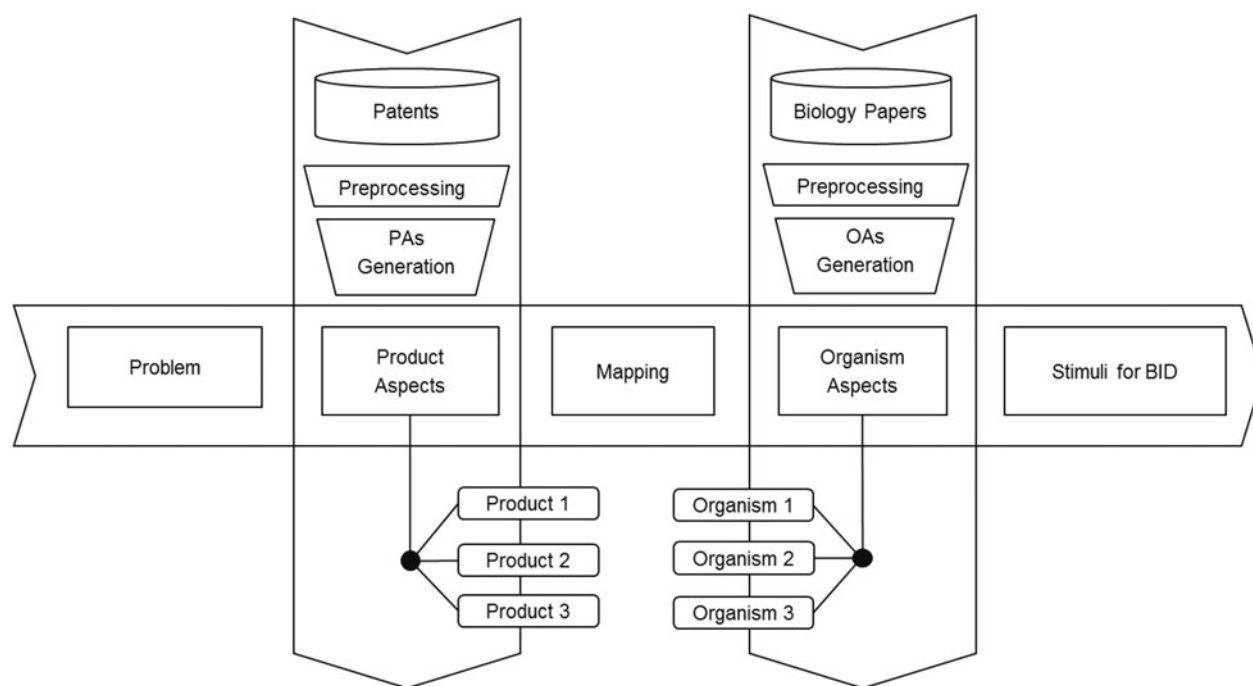 Patents
Biology Papers
Preprocessing
Preprocessing
PAs
Generation
OAs
Generation
Problem
Product
Aspects
Mapping
Organism
Aspects
Stimuli for BID
Product 1
Organism 1
Product 2
Organism 2
Product 3
Organism 3